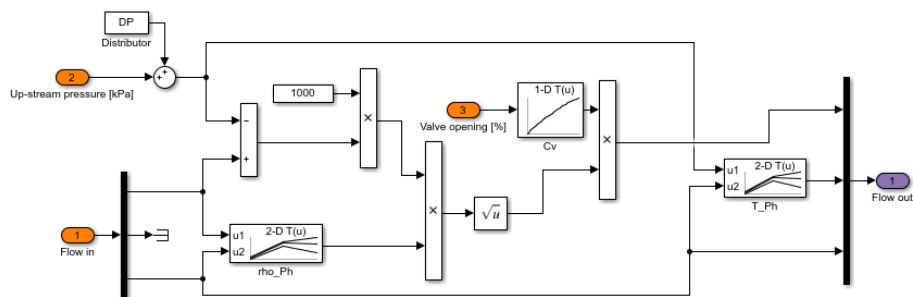 DP
Distributor
2
+
+
Up-stream pressure [kPa]
1000
×
3
Valve opening [%]
1-D T(u)
Cv
×
−
+
2-D T(u)
u1
u2
T_Ph
1
Flow out
×
√u
1
Flow in
2-D T(u)
u1
u2
rho_Ph